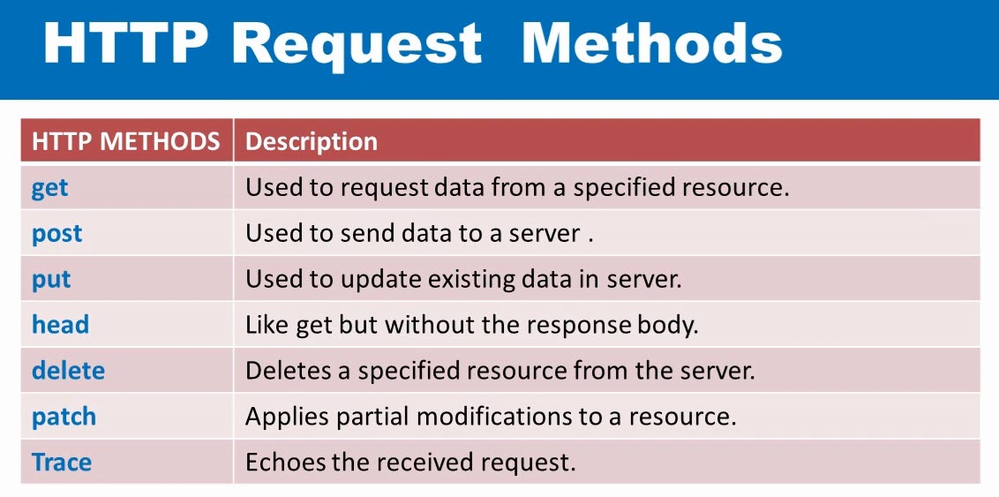 HTTP Request Methods
HTTP METHODS Description
get Used to request data from a specified resource.
post Used to send data to a server .
put Used to update existing data in server.
head Like get but without the response body.
delete Deletes a specified resource from the server.
patch Applies partial modifications to a resource.
Trace Echoes the received request.